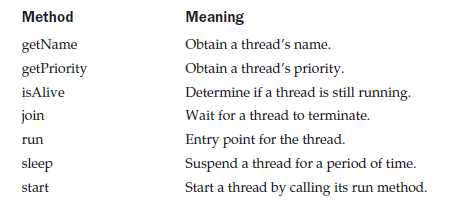 Method Meaning
getName Obtain a thread's name.
getPriority Obtain a thread's priority.
isAlive Determine if a thread is still running.
join Wait for a thread to terminate.
run Entry point for the thread.
sleep Suspend a thread for a period of time.
start Start a thread by calling its run method.